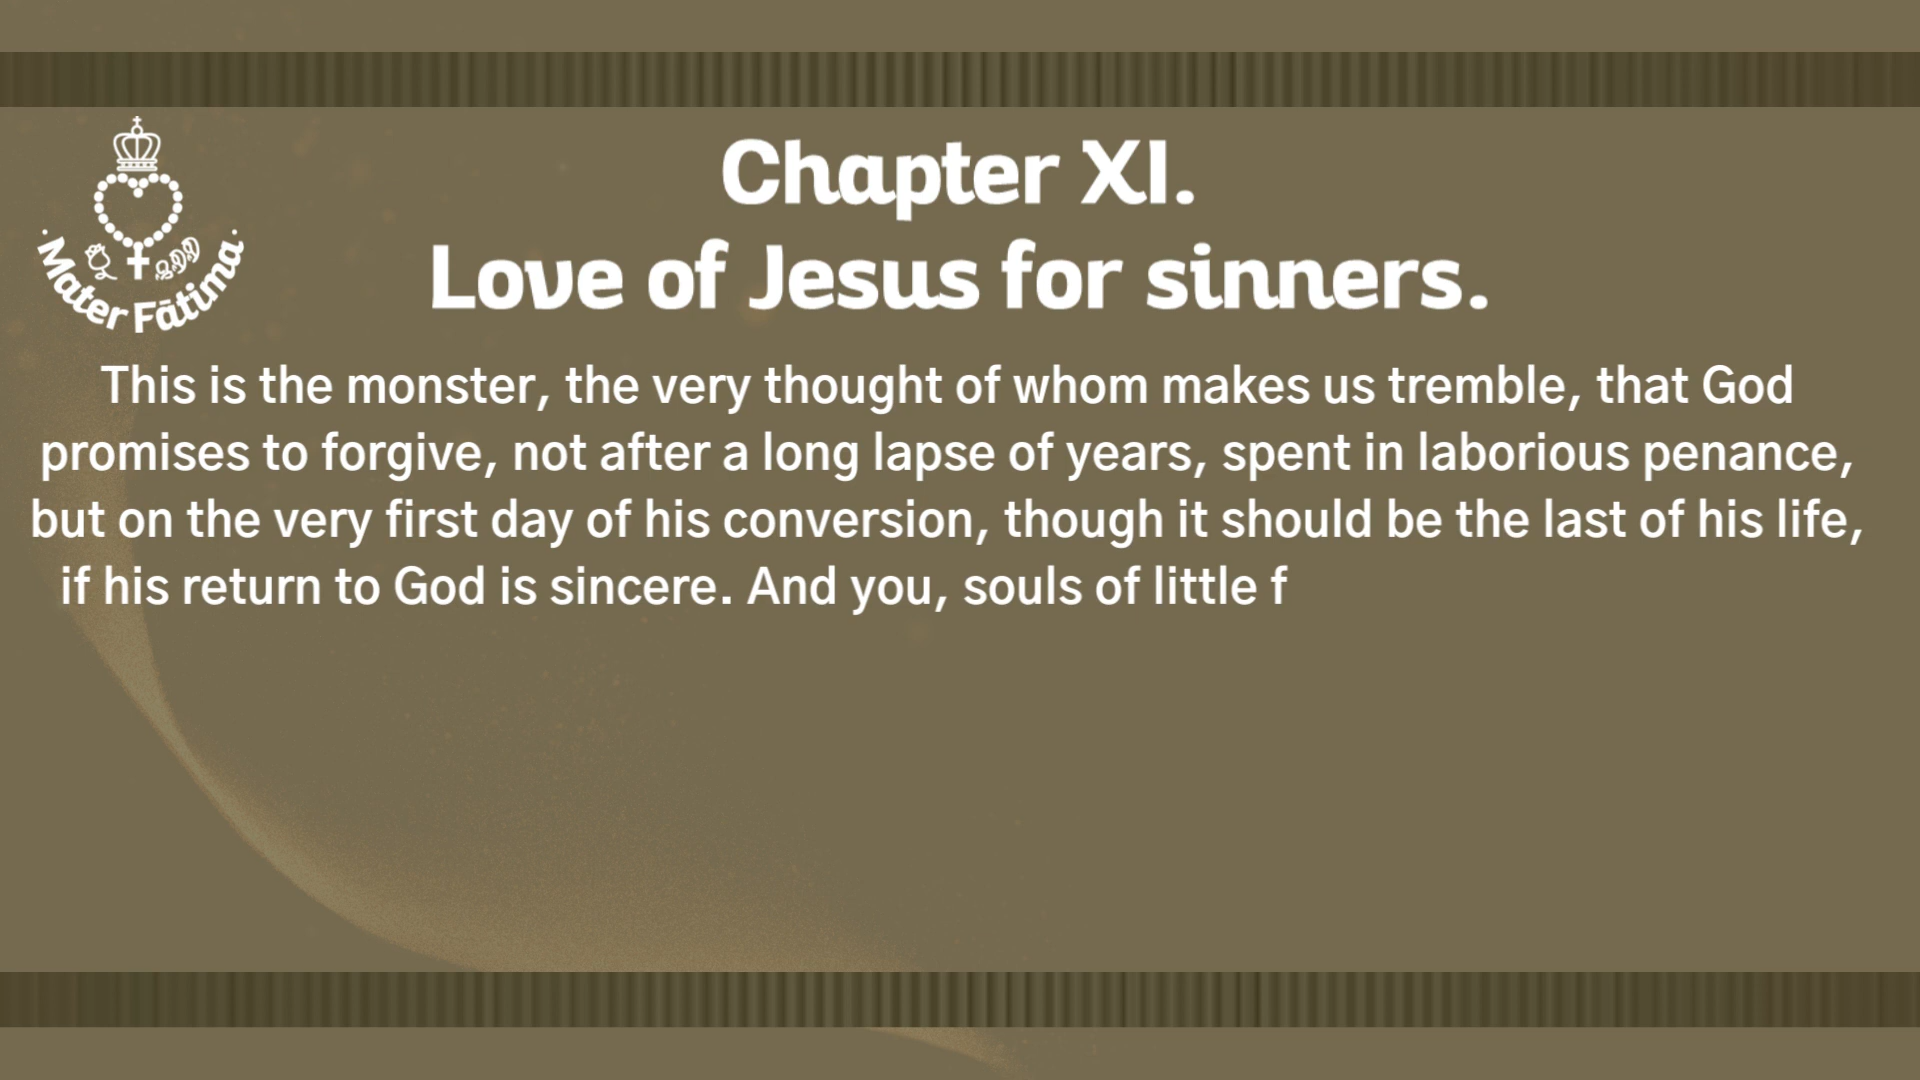 Chapter XI.
Love of Jesus for sinners.
·Mater Fātima·
This is the monster, the very thought of whom makes us tremble, that God
promises to forgive, not after a long lapse of years, spent in laborious penance,
but on the very first day of his conversion, though it should be the last of his life,
if his return to God is sincere. And you, souls of little f